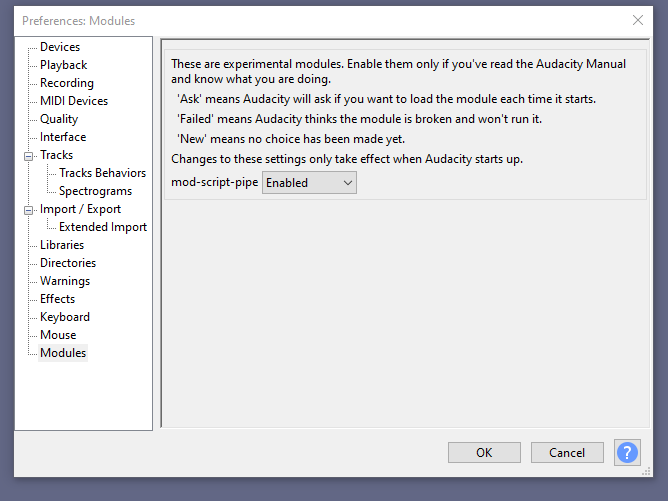 Preferences: Modules
Devices
Playback
Recording
MIDI Devices
Quality
Interface
Tracks
Tracks Behaviors
Spectrograms
Import / Export
Extended Import
Libraries
Directories
Warnings
Effects
Keyboard
Mouse
Modules
These are experimental modules. Enable them only if you've read the Audacity Manual
and know what you are doing.
'Ask' means Audacity will ask if you want to load the module each time it starts.
'Failed' means Audacity thinks the module is broken and won't run it.
'New' means no choice has been made yet.
Changes to these settings only take effect when Audacity starts up.
mod-script-pipe Enabled
OK Cancel ?